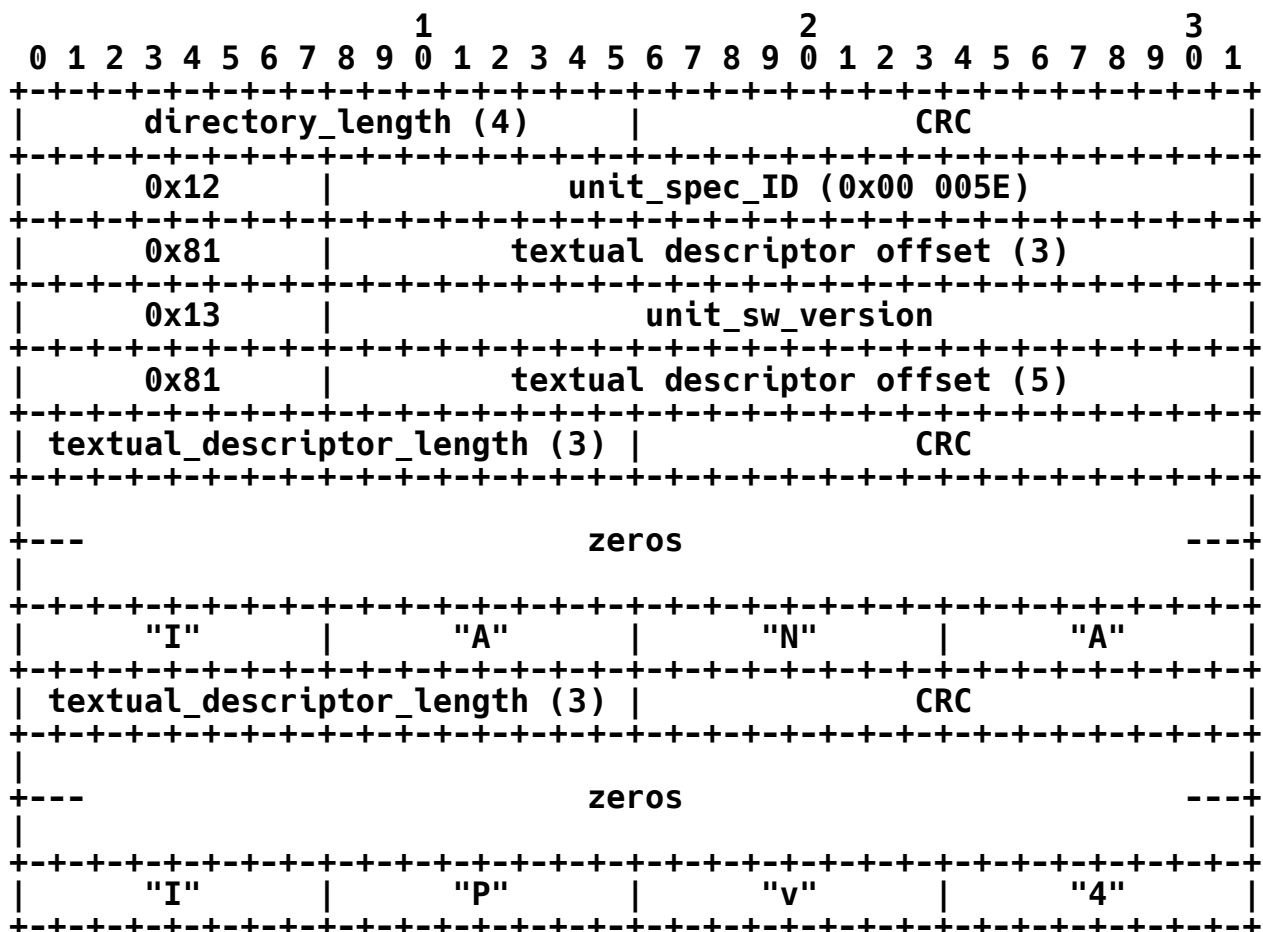 1                   2                   3
 0 1 2 3 4 5 6 7 8 9 0 1 2 3 4 5 6 7 8 9 0 1 2 3 4 5 6 7 8 9 0 1
+-+-+-+-+-+-+-+-+-+-+-+-+-+-+-+-+-+-+-+-+-+-+-+-+-+-+-+-+-+-+-+-+
|      directory_length (4)     |              CRC              |
+-+-+-+-+-+-+-+-+-+-+-+-+-+-+-+-+-+-+-+-+-+-+-+-+-+-+-+-+-+-+-+-+
|      0x12     |            unit_spec_ID (0x00 005E)           |
+-+-+-+-+-+-+-+-+-+-+-+-+-+-+-+-+-+-+-+-+-+-+-+-+-+-+-+-+-+-+-+-+
|      0x81     |         textual descriptor offset (3)         |
+-+-+-+-+-+-+-+-+-+-+-+-+-+-+-+-+-+-+-+-+-+-+-+-+-+-+-+-+-+-+-+-+
|      0x13     |                unit_sw_version                |
+-+-+-+-+-+-+-+-+-+-+-+-+-+-+-+-+-+-+-+-+-+-+-+-+-+-+-+-+-+-+-+-+
|      0x81     |         textual descriptor offset (5)         |
+-+-+-+-+-+-+-+-+-+-+-+-+-+-+-+-+-+-+-+-+-+-+-+-+-+-+-+-+-+-+-+-+
| textual_descriptor_length (3) |              CRC              |
+-+-+-+-+-+-+-+-+-+-+-+-+-+-+-+-+-+-+-+-+-+-+-+-+-+-+-+-+-+-+-+-+
|                                                               |
+---                          zeros                          ---+
|                                                               |
+-+-+-+-+-+-+-+-+-+-+-+-+-+-+-+-+-+-+-+-+-+-+-+-+-+-+-+-+-+-+-+-+
|      "I"      |      "A"      |      "N"      |      "A"      |
+-+-+-+-+-+-+-+-+-+-+-+-+-+-+-+-+-+-+-+-+-+-+-+-+-+-+-+-+-+-+-+-+
| textual_descriptor_length (3) |              CRC              |
+-+-+-+-+-+-+-+-+-+-+-+-+-+-+-+-+-+-+-+-+-+-+-+-+-+-+-+-+-+-+-+-+
|                                                               |
+---                          zeros                          ---+
|                                                               |
+-+-+-+-+-+-+-+-+-+-+-+-+-+-+-+-+-+-+-+-+-+-+-+-+-+-+-+-+-+-+-+-+
|      "I"      |      "P"      |      "v"      |      "4"      |
+-+-+-+-+-+-+-+-+-+-+-+-+-+-+-+-+-+-+-+-+-+-+-+-+-+-+-+-+-+-+-+-+